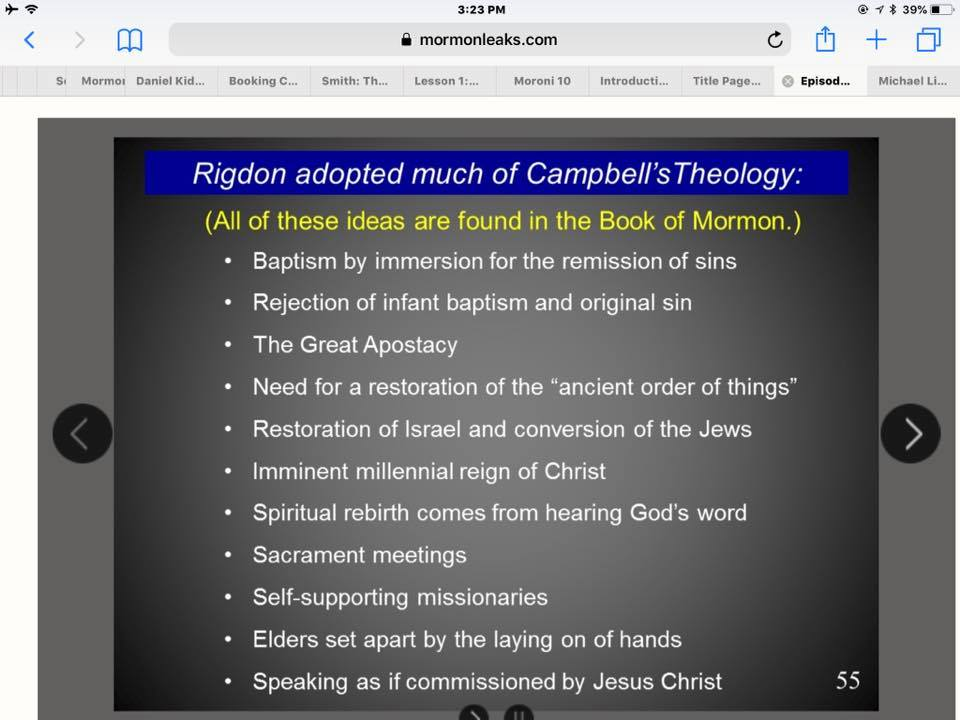 3:23 PM
39%
mormonleaks.com
Mormon
Daniel Kid...
Booking C...
Smith: Th...
Lesson 1:...
Moroni 10
Introducti...
Title Page...
Episod...
Michael Li...
Rigdon adopted much of Campbell'sTheology:
(All of these ideas are found in the Book of Mormon.)
• Baptism by immersion for the remission of sins
• Rejection of infant baptism and original sin
• The Great Apostacy
• Need for a restoration of the “ancient order of things”
• Restoration of Israel and conversion of the Jews
• Imminent millennial reign of Christ
• Spiritual rebirth comes from hearing God's word
• Sacrament meetings
• Self-supporting missionaries
• Elders set apart by the laying on of hands
• Speaking as if commissioned by Jesus Christ
55